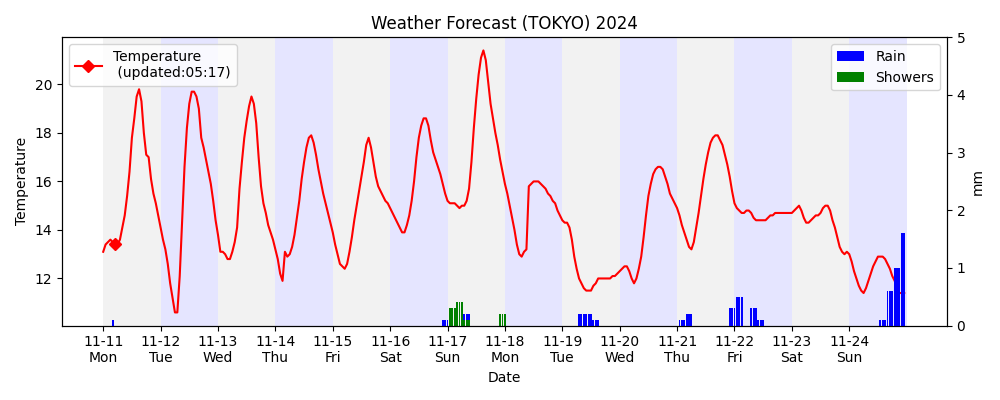 Weather Forecast (TOKYO) 2024
Temperature
(updated:05:17)
Rain
Showers
Temperature
20
18
16
14
12
5
4
3
2
1
0
mm
11-11 11-12 11-13 11-14 11-15 11-16 11-17 11-18 11-19 11-20 11-21 11-22 11-23 11-24
Mon Tue Wed Thu Fri Sat Sun Mon Tue Wed Thu Fri Sat Sun
Date